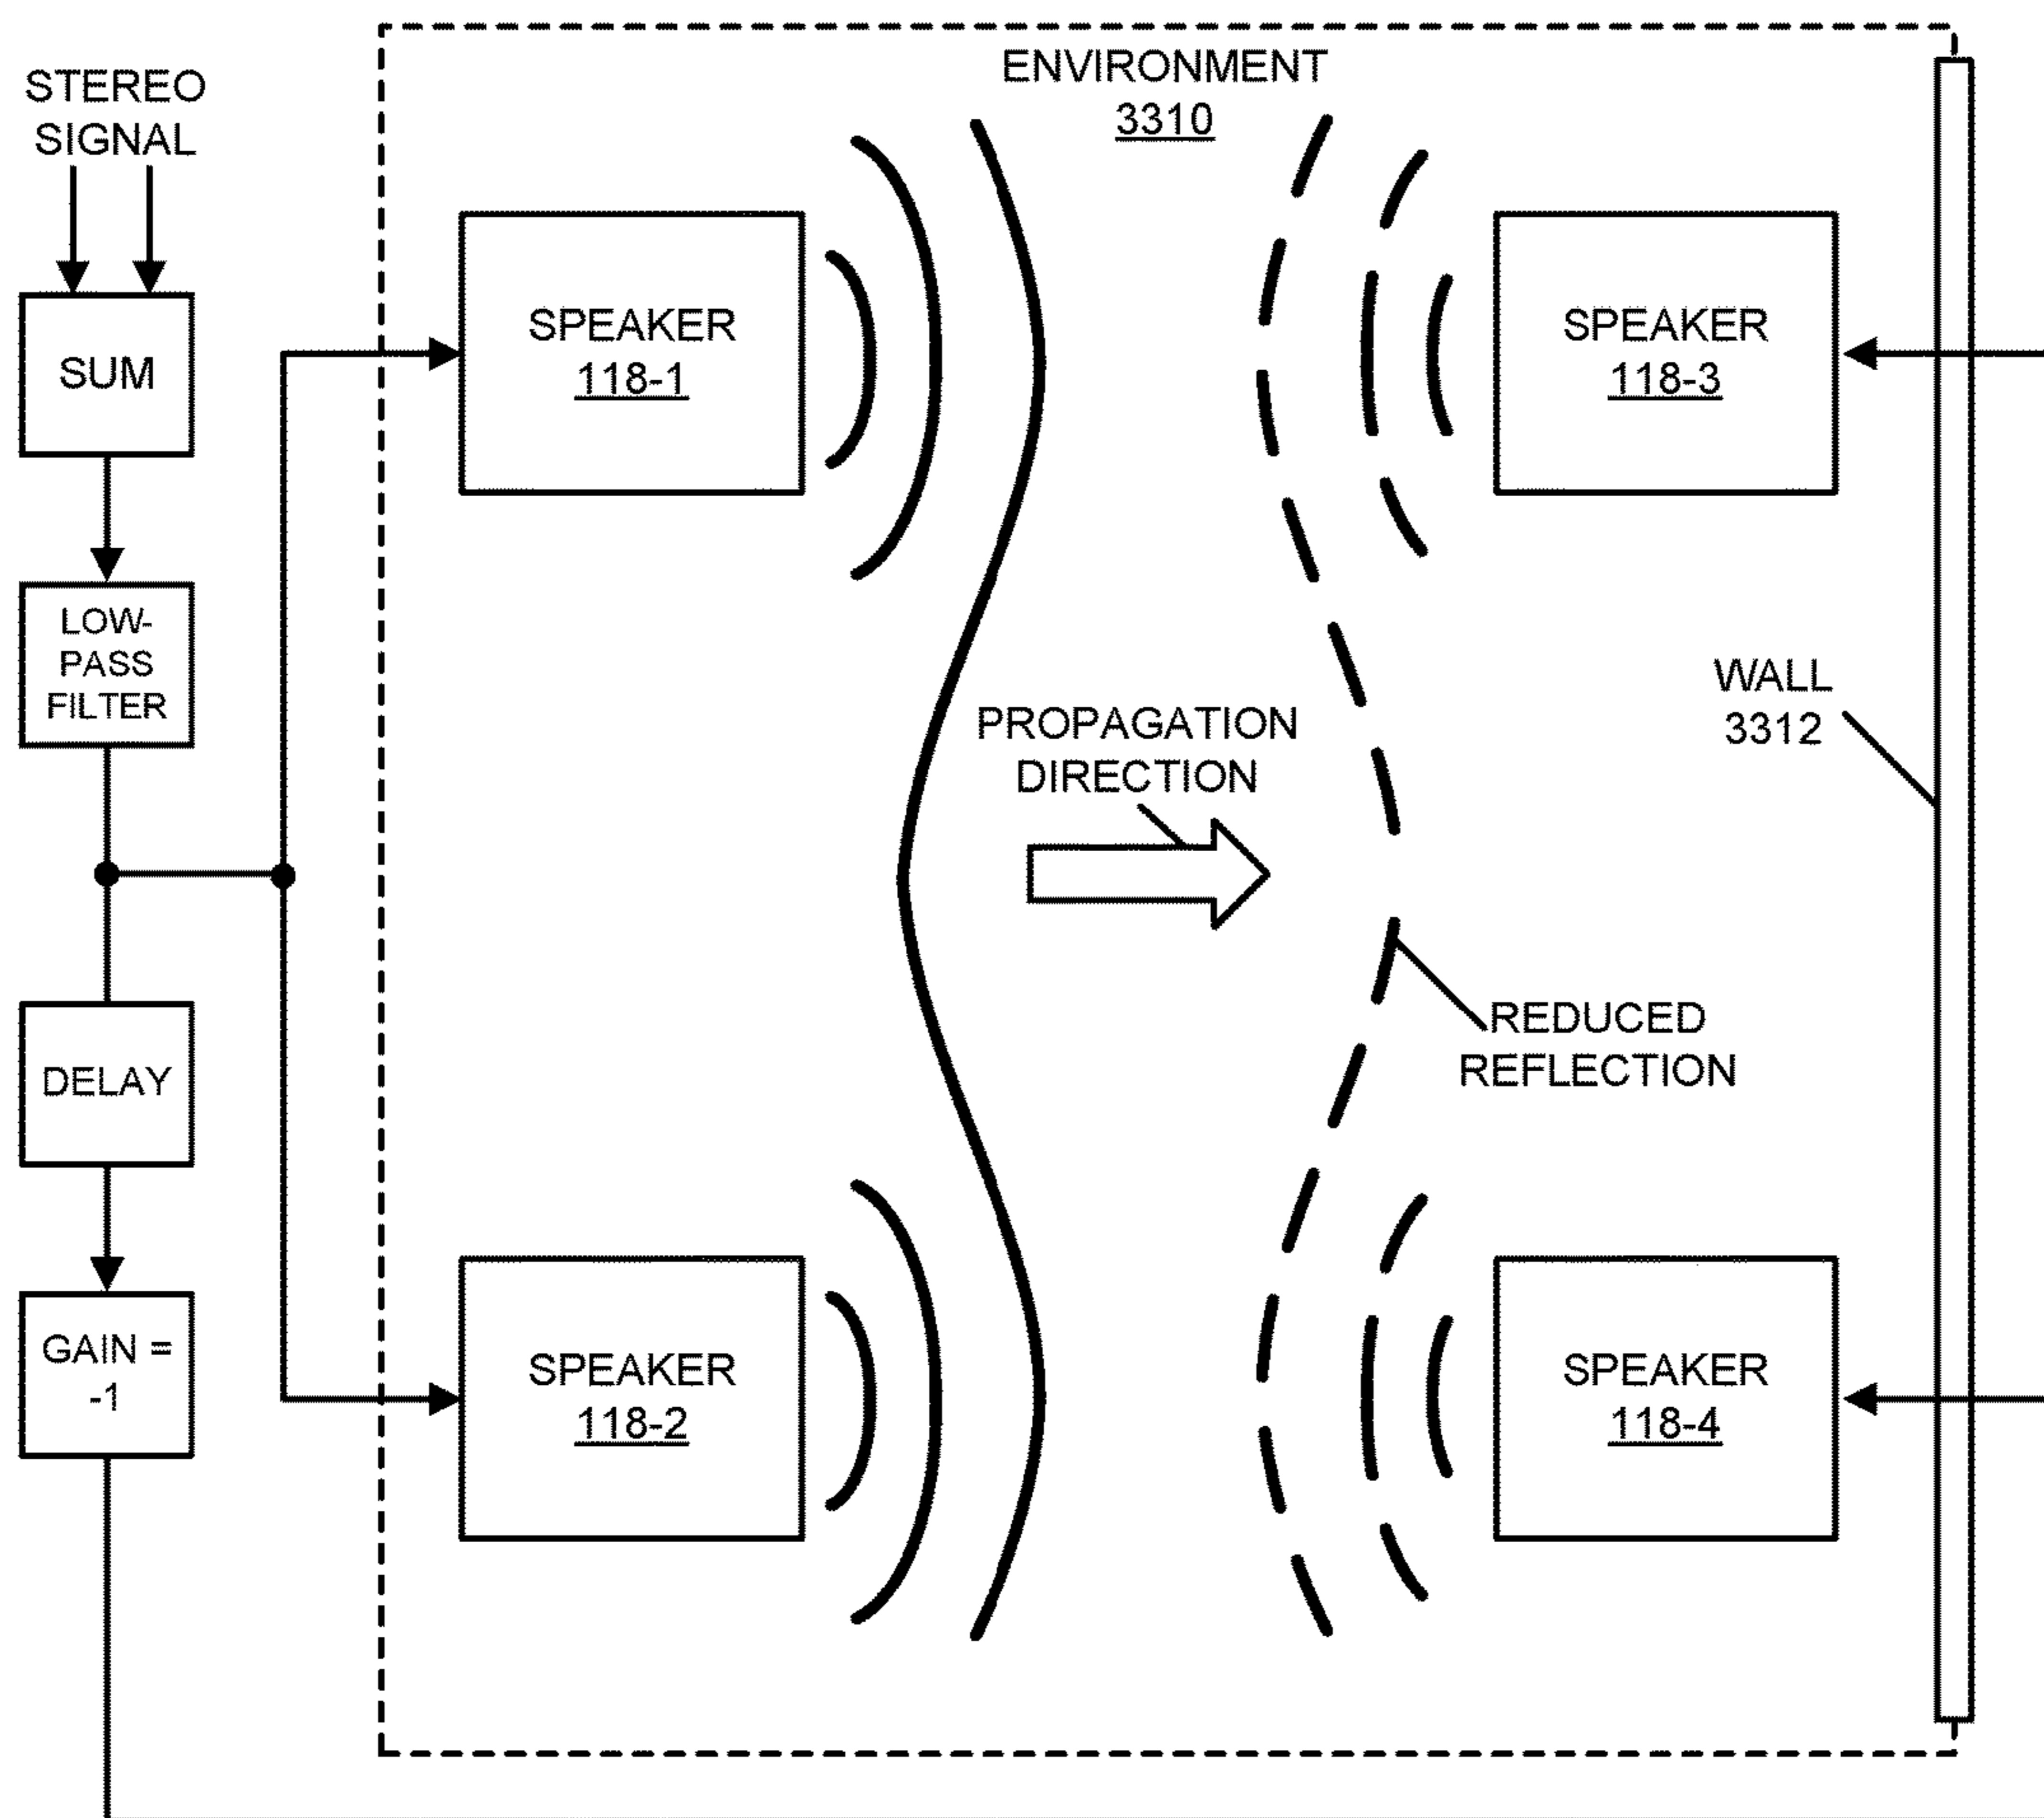 STEREO
SIGNAL
SUM
LOW-
PASS
FILTER
DELAY
GAIN =
-1
ENVIRONMENT
3310
SPEAKER
118-1
SPEAKER
118-3
PROPAGATION
DIRECTION
WALL
3312
REDUCED
REFLECTION
SPEAKER
118-2
SPEAKER
118-4